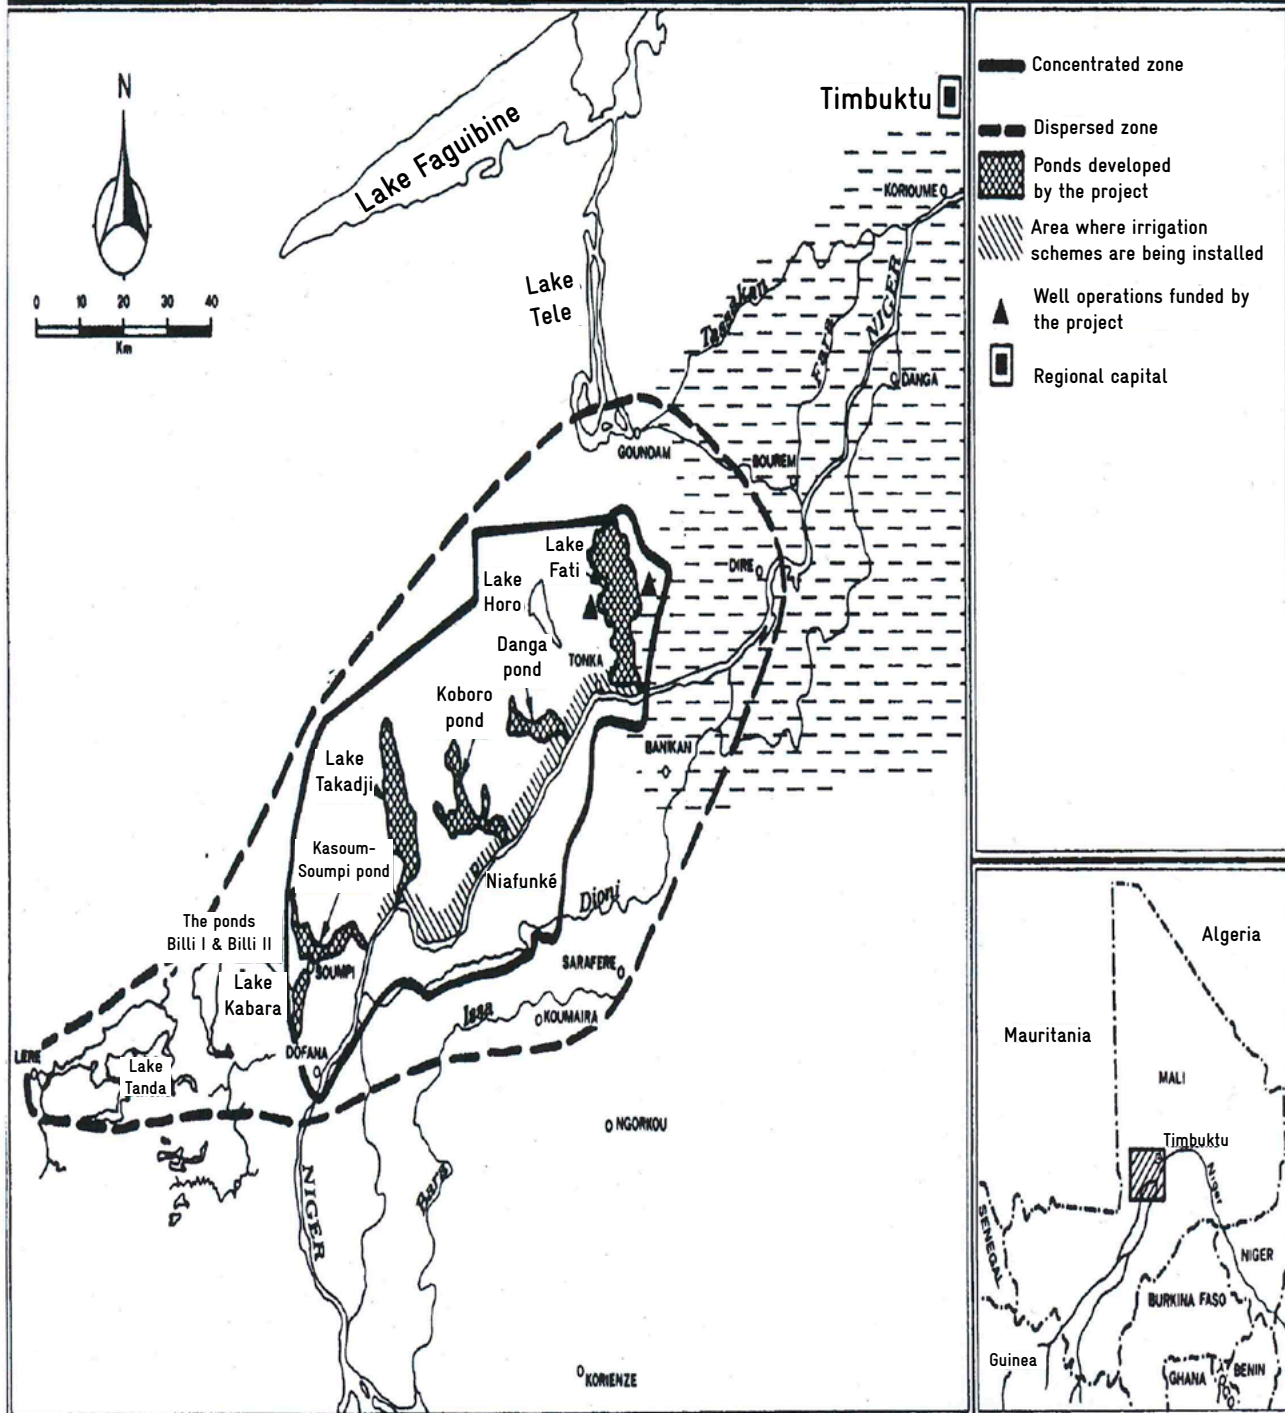 N
0 10 20 30 40
Km
Lake Faguibine
Timbuktu
KORIOUME
Lake
Tele
Tassakan
Fara
NIGER
DANGA
GOUNDAM
BOUREM
Lake
Fati
DIRE
Lake
Horo
Danga
pond
TONKA
Koboro
pond
BANIKAN
Lake
Takadji
Kasoum-
Soumpi pond
Niafunké
Dioni
The ponds
Billi I & Billi II
SOUMPI
SARAFERE
Lake
Kabara
Issa
KOUMAIRA
LERE
DOFANA
Lake
Tanda
NGORKOU
Bara
NIGER
KORIENZE
Concentrated zone
Dispersed zone
Ponds developed
by the project
Area where irrigation
schemes are being installed
Well operations funded by
the project
Regional capital
Algeria
Mauritania
MALI
Timbuktu
Niger
SENEGAL
NIGER
BURKINA FASO
Guinea
GHANA
BENIN